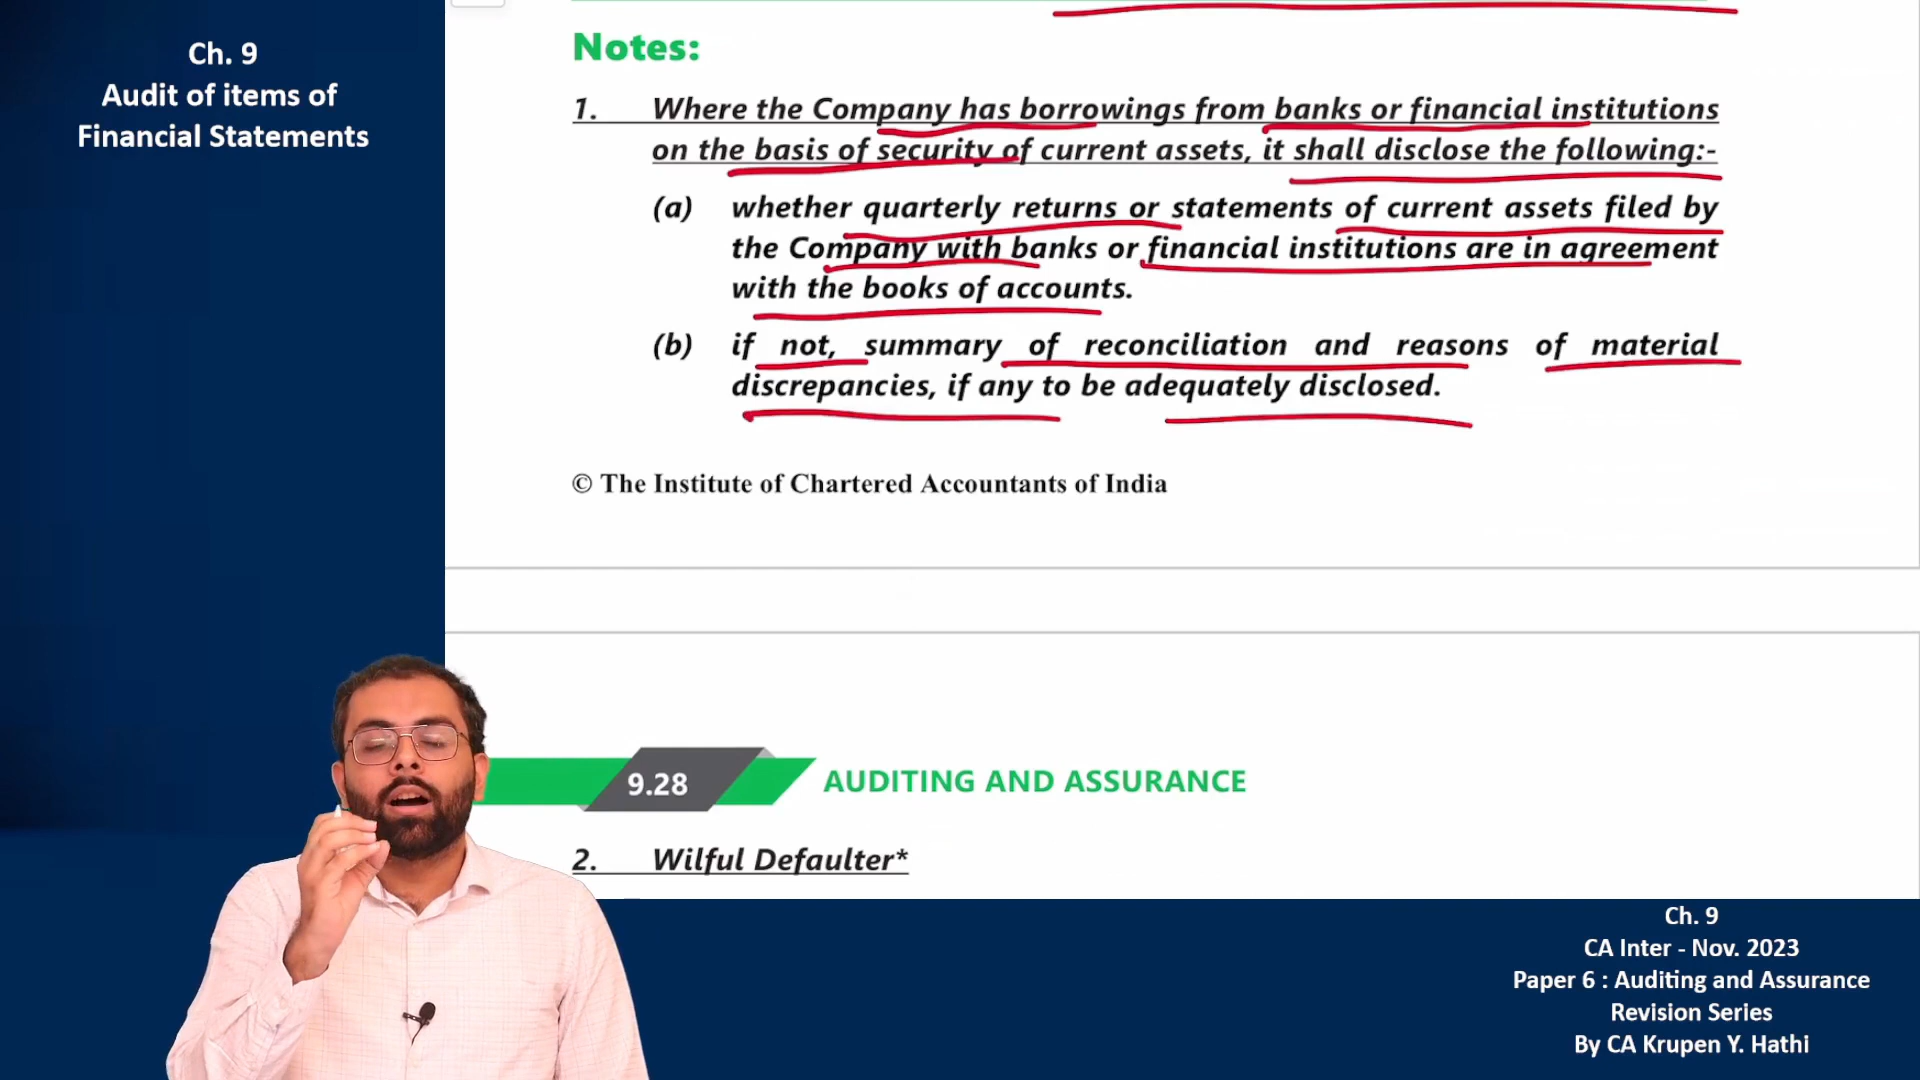 Ch. 9
Audit of items of
Financial Statements
Notes:
1. Where the Company has borrowings from banks or financial institutions
on the basis of security of current assets, it shall disclose the following:-
(a) whether quarterly returns or statements of current assets filed by
the Company with banks or financial institutions are in agreement
with the books of accounts.
(b) if not, summary of reconciliation and reasons of material
discrepancies, if any to be adequately disclosed.
© The Institute of Chartered Accountants of India
9.28 AUDITING AND ASSURANCE
2. Wilful Defaulter*
Ch. 9
CA Inter - Nov. 2023
Paper 6 : Auditing and Assurance
Revision Series
By CA Krupen Y. Hathi